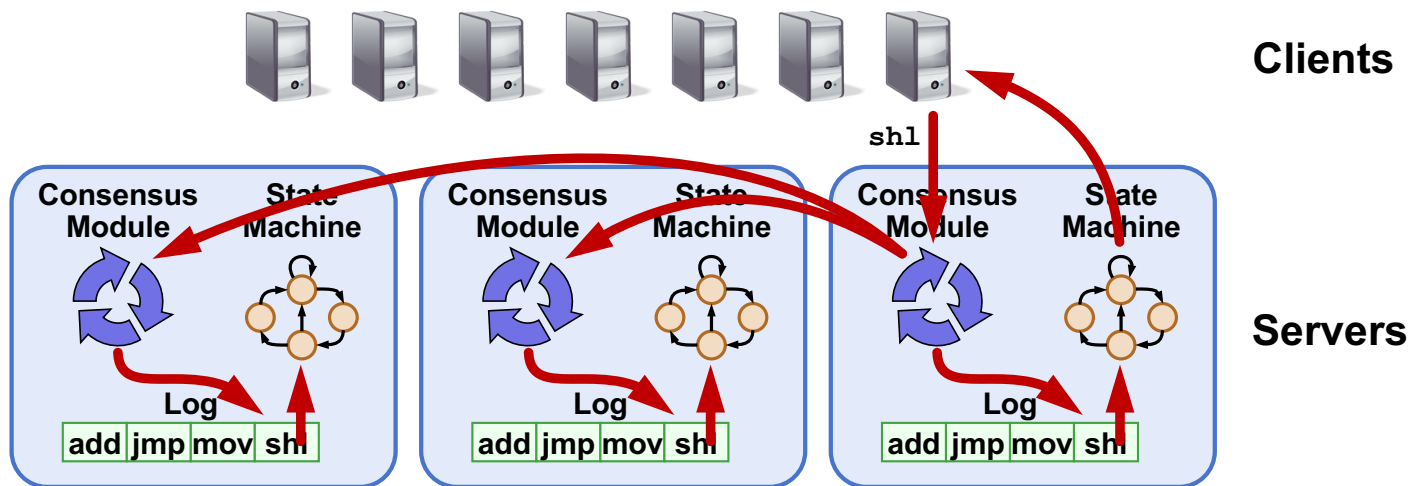 Clients
shl
Consensus Module
State Machine
Consensus Module
State Machine
Consensus Module
State Machine
Servers
Log
add jmp mov shl
Log
add jmp mov shl
Log
add jmp mov shl